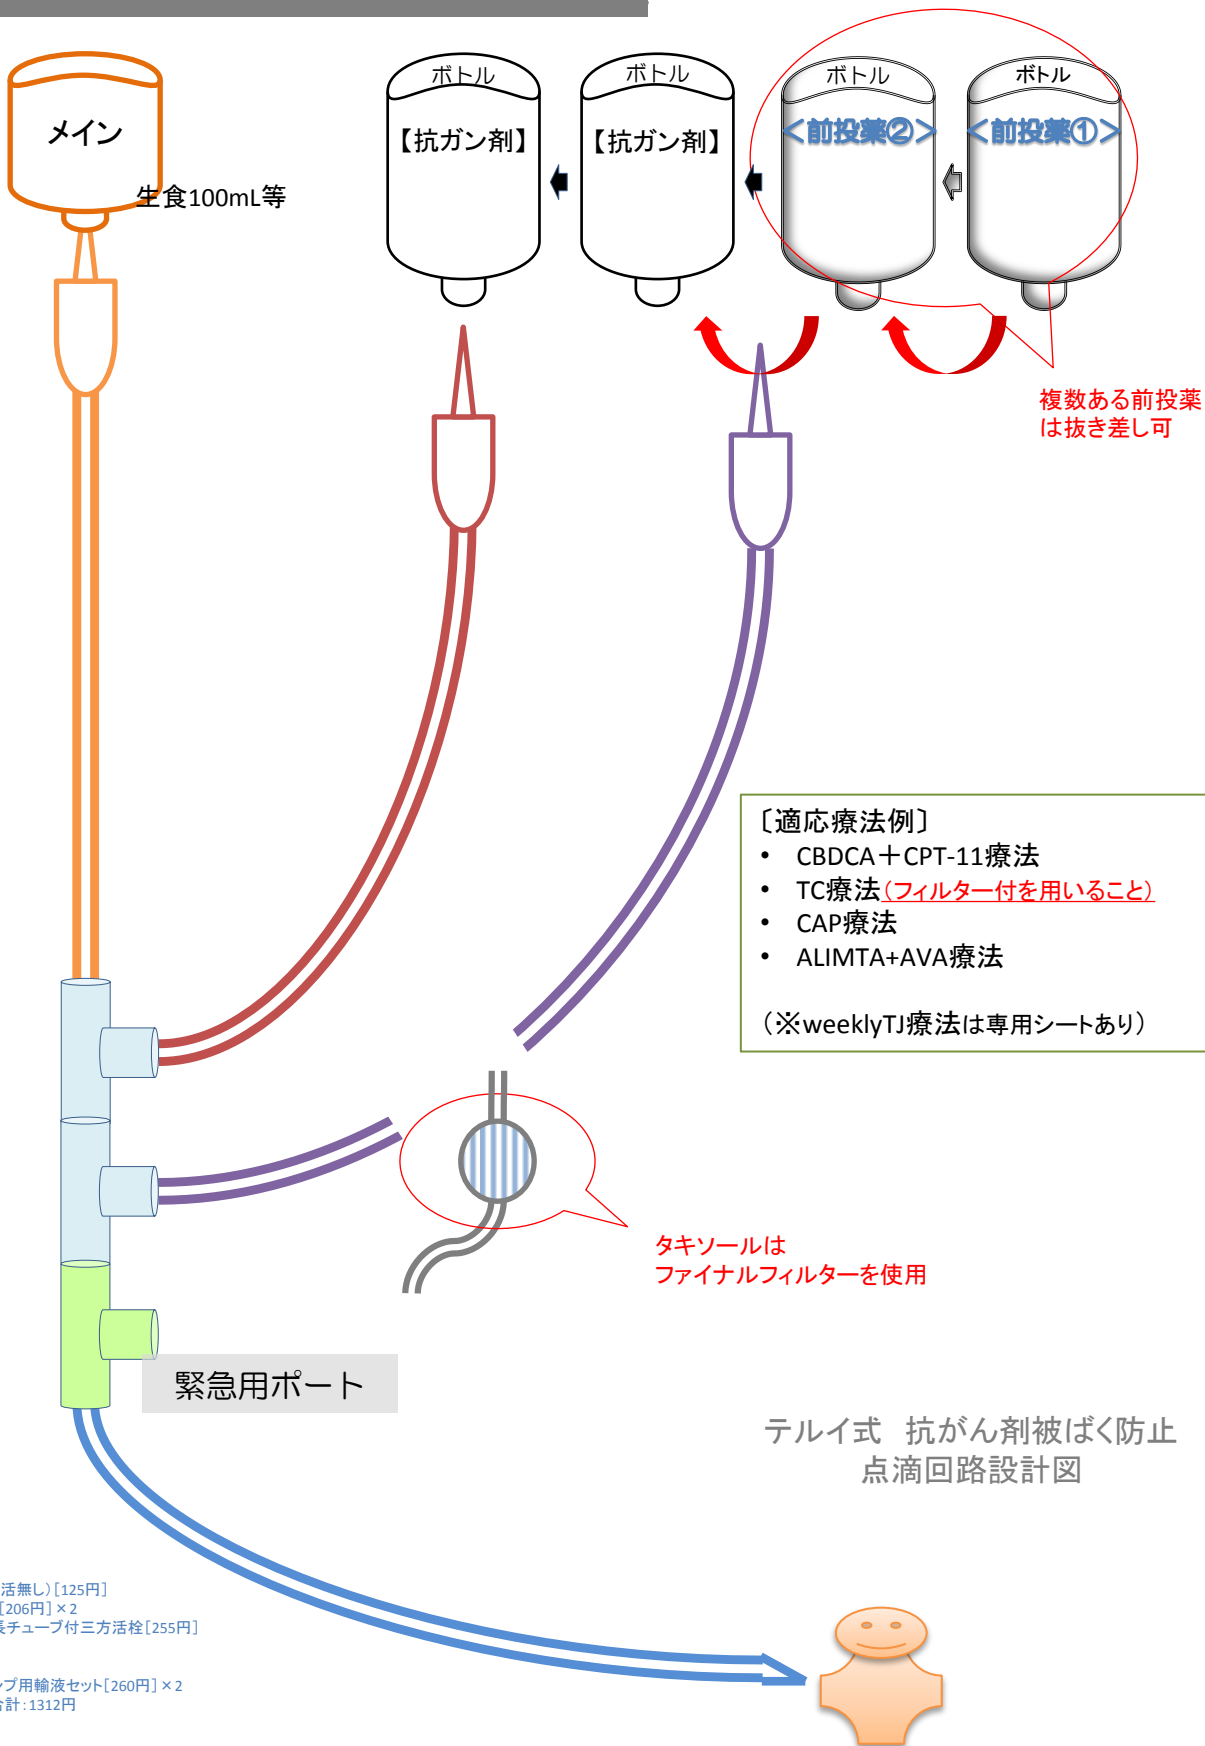 ボトル
ボトル
ボトル
ボトル
メイン
【抗ガン剤】
【抗ガン剤】
＜前投薬②＞
＜前投薬①＞
生食100mL等
複数ある前投薬
は抜き差し可
〔適応療法例〕
• CBDCA＋CPT-11療法
• TC療法(フィルター付を用いること)
• CAP療法
• ALIMTA+AVA療法
（※weeklyTJ療法は専用シートあり）
タキソールは
ファイナルフィルターを使用
緊急用ポート
テルイ式　抗がん剤被ばく防止
点滴回路設計図
活無し）[125円]
[206円]×2
長チューブ付三方活栓[255円]
プ用輸液セット[260円]×2
計：1312円